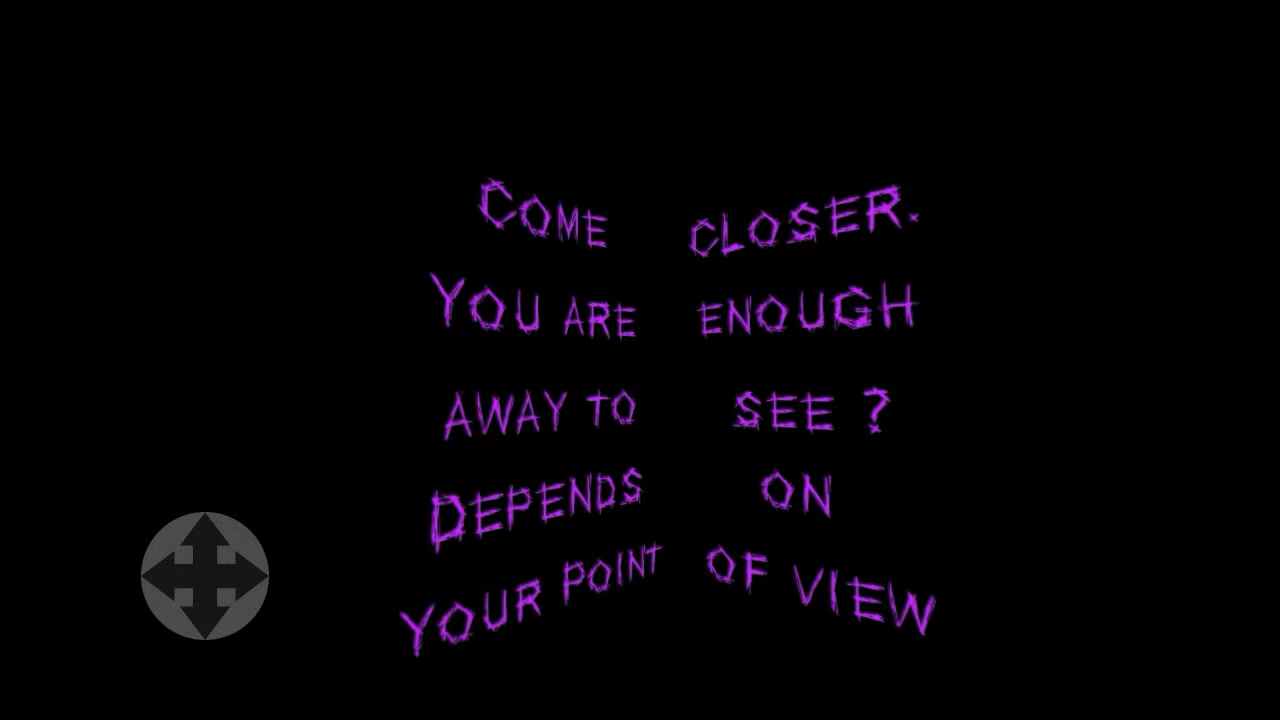 COME CLOSER.
YOU ARE ENOUGH
AWAY TO SEE ?
DEPENDS ON
YOUR POINT OF VIEW